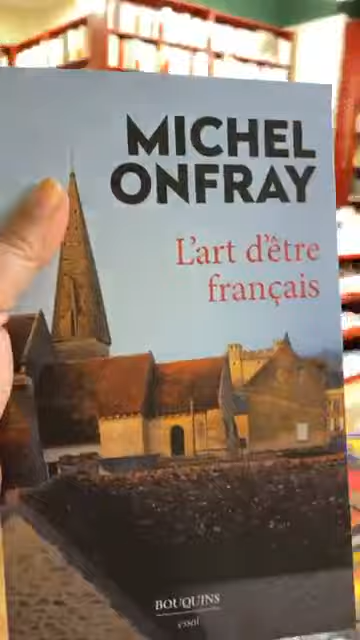 MICHEL
ONFRAY
L'art d'être
français
BOUQUINS
essai